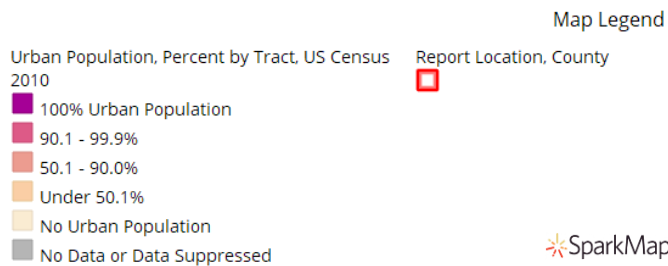 Map Legend
Urban Population, Percent by Tract, US Census
2010
100% Urban Population
90.1 - 99.9%
50.1 - 90.0%
Under 50.1%
No Urban Population
No Data or Data Suppressed
Report Location, County
SparkMap